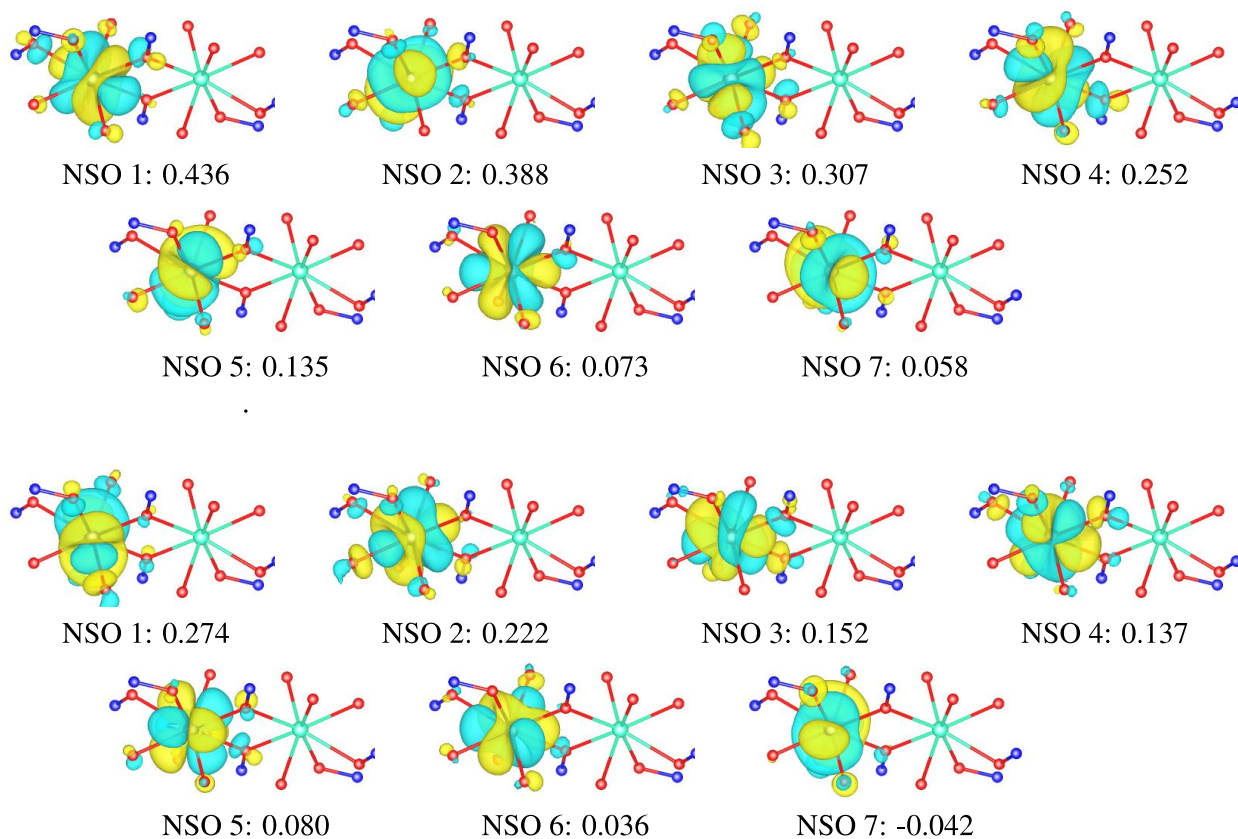 NSO 1: 0.436 NSO 2: 0.388 NSO 3: 0.307 NSO 4: 0.252
NSO 5: 0.135 NSO 6: 0.073 NSO 7: 0.058
.
NSO 1: 0.274 NSO 2: 0.222 NSO 3: 0.152 NSO 4: 0.137
NSO 5: 0.080 NSO 6: 0.036 NSO 7: -0.042